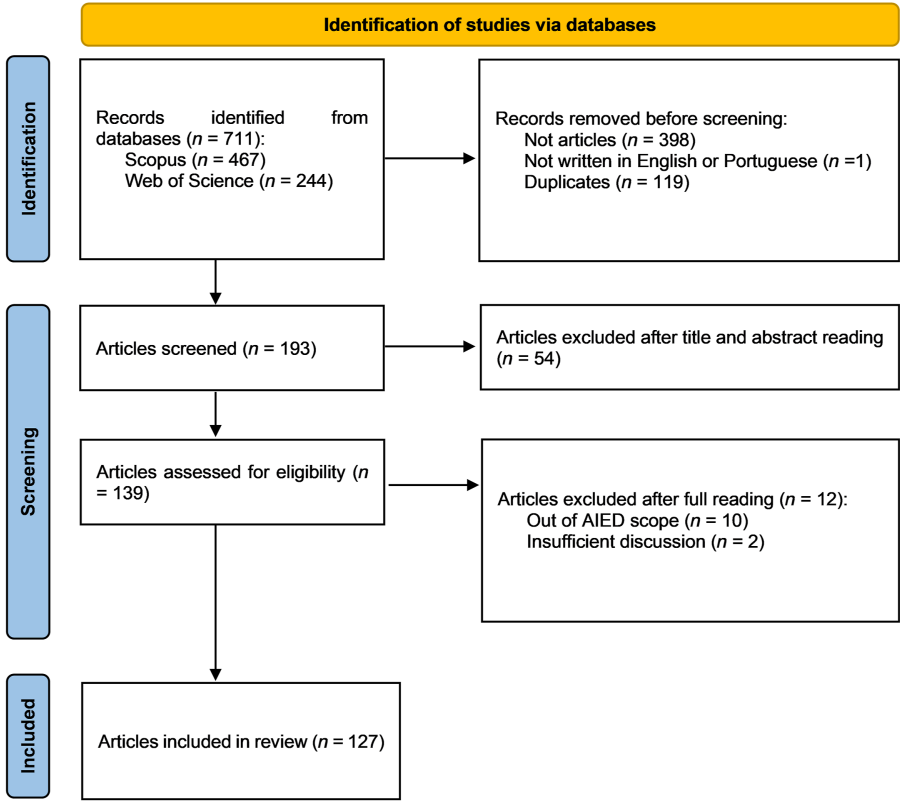 Identification of studies via databases
Identification
Records identified from
databases (n = 711):
Scopus (n = 467)
Web of Science (n = 244)
Records removed before screening:
Not articles (n = 398)
Not written in English or Portuguese (n =1)
Duplicates (n = 119)
Screening
Articles screened (n = 193)
Articles excluded after title and abstract reading
(n = 54)
Articles assessed for eligibility (n
= 139)
Articles excluded after full reading (n = 12):
Out of AIED scope (n = 10)
Insufficient discussion (n = 2)
Included
Articles included in review (n = 127)